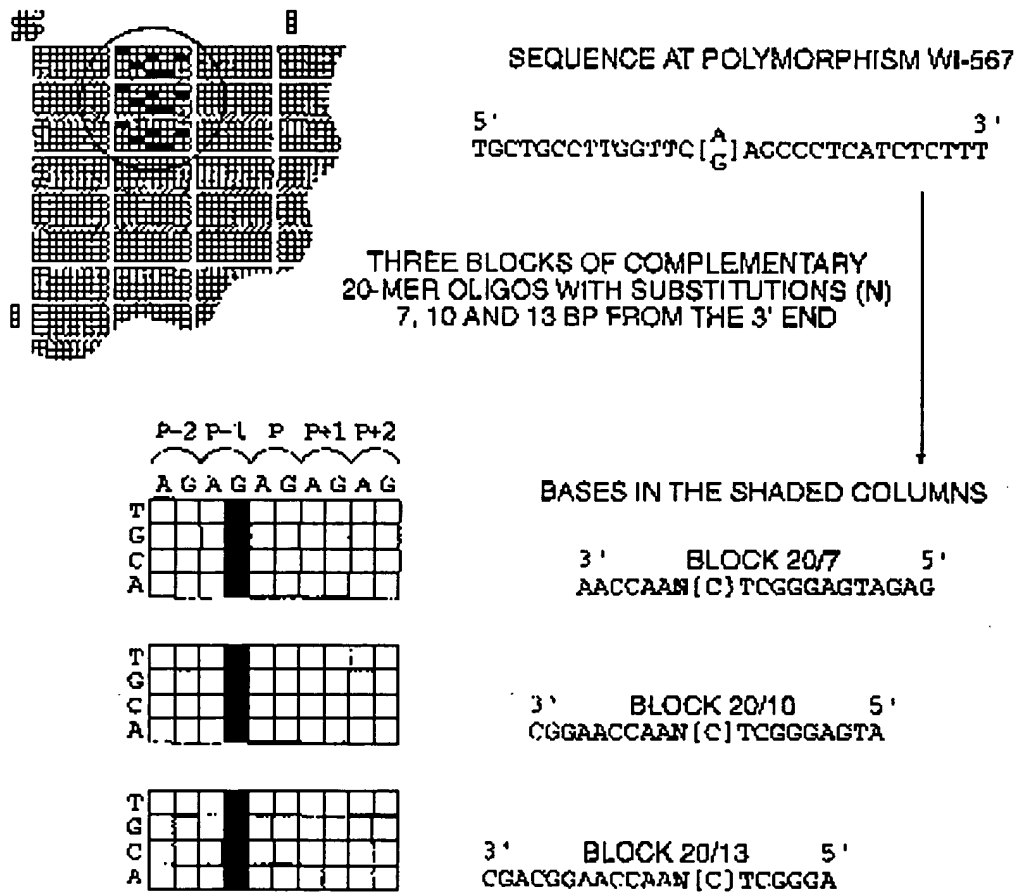 SEQUENCE AT POLYMORPHISM WI-567
5' 3'
TGCTGCCTTGGTTC[A/G]AGCCCTCATCTCTTT
THREE BLOCKS OF COMPLEMENTARY
20-MER OLIGOS WITH SUBSTITUTIONS (N)
7, 10 AND 13 BP FROM THE 3' END
P-2 P-1 P P+1 P+2
A G A G A G A G A G
T
G
C
A
BASES IN THE SHADED COLUMNS
3' BLOCK 20/7 5'
AACCAAN[C]TCGGGAGTAGAG
T
G
C
A
3' BLOCK 20/10 5'
CGGAACCAAN[C]TCGGGAGTA
T
G
C
A
3' BLOCK 20/13 5'
CGACGGAACCAAN[C]TCGGGA